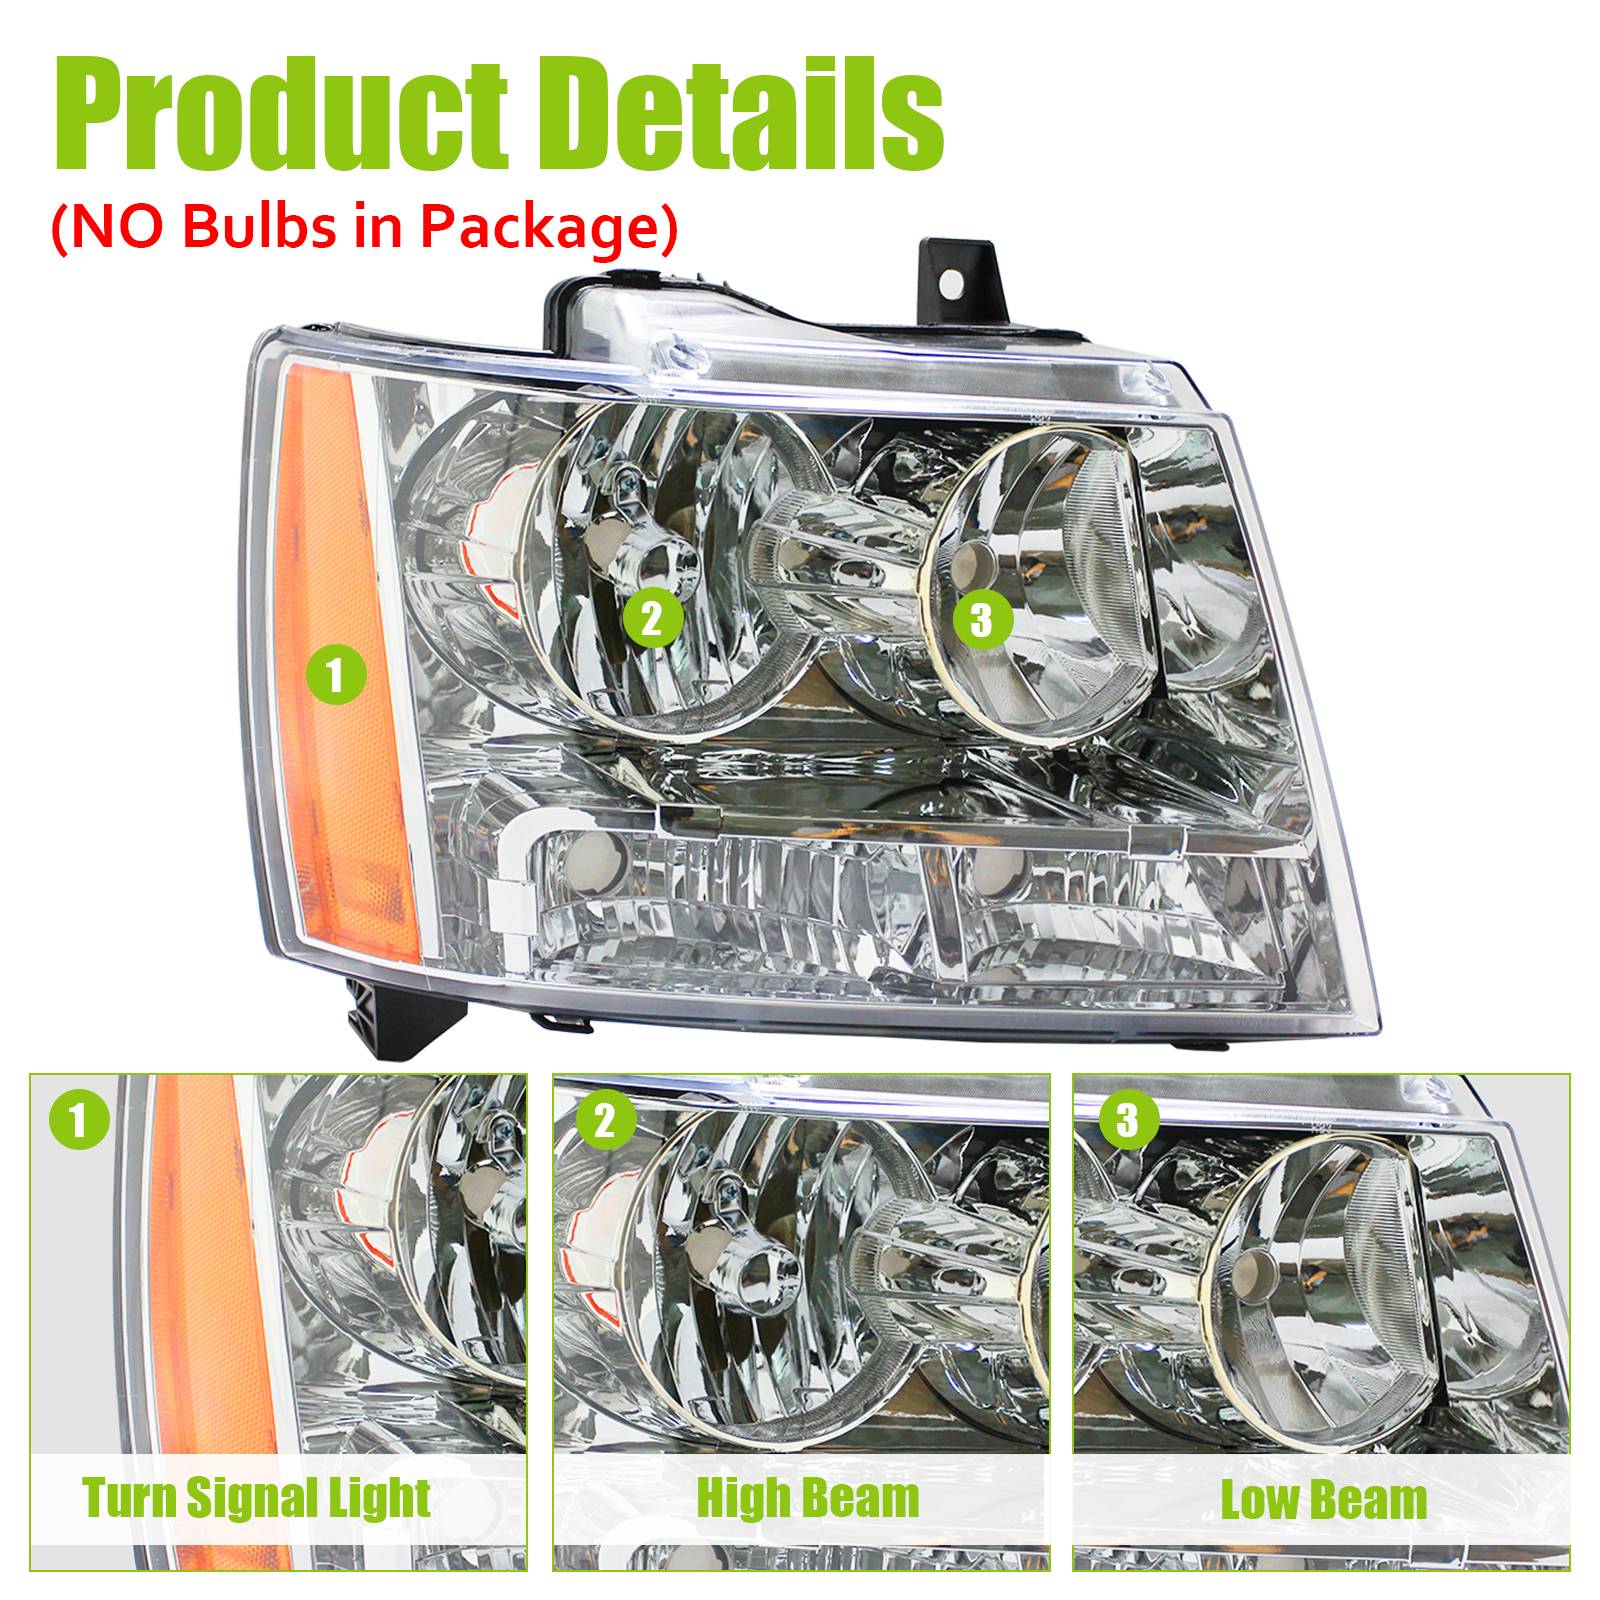 Product Details
(NO Bulbs in Package)
1
2
3
1
2
3
Turn Signal Light
High Beam
Low Beam